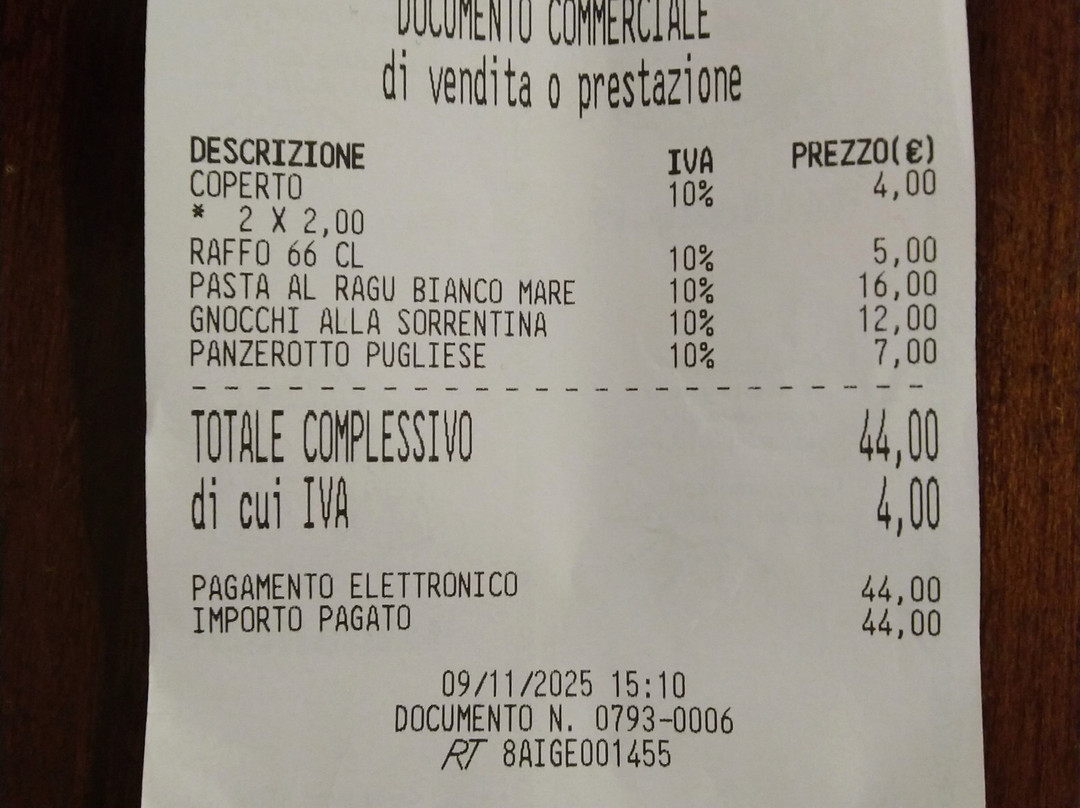 DOCUMENTO COMMERCIALE
di vendita o prestazione
DESCRIZIONE IVA PREZZO(€)
COPERTO 10% 4,00
* 2 X 2,00
RAFFO 66 CL 10% 5,00
PASTA AL RAGU BIANCO MARE 10% 16,00
GNOCCHI ALLA SORRENTINA 10% 12,00
PANZEROTTO PUGLIESE 10% 7,00
TOTALE COMPLESSIVO 44,00
di cui IVA 4,00
PAGAMENTO ELETTRONICO 44,00
IMPORTO PAGATO 44,00
09/11/2025 15:10
DOCUMENTO N. 0793-0006
RT 8AIGE001455